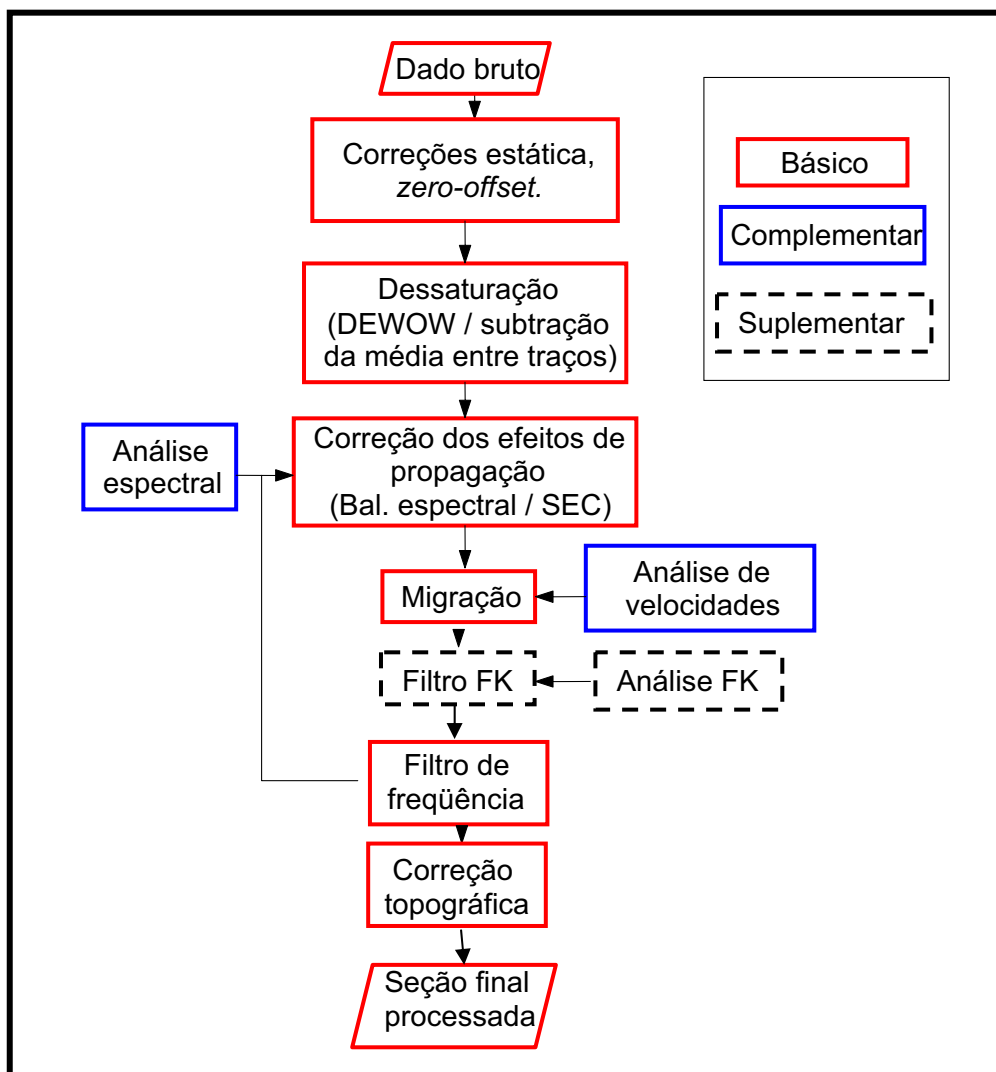 Dado bruto
Correções estática,
zero-offset.
Dessaturação
(DEWOW / subtração
da média entre traços)
Análise
espectral
Correção dos efeitos de
propagação
(Bal. espectral / SEC)
Migração
Análise de
velocidades
Filtro FK
Análise FK
Filtro de
freqüência
Correção
topográfica
Seção final
processada
Básico
Complementar
Suplementar